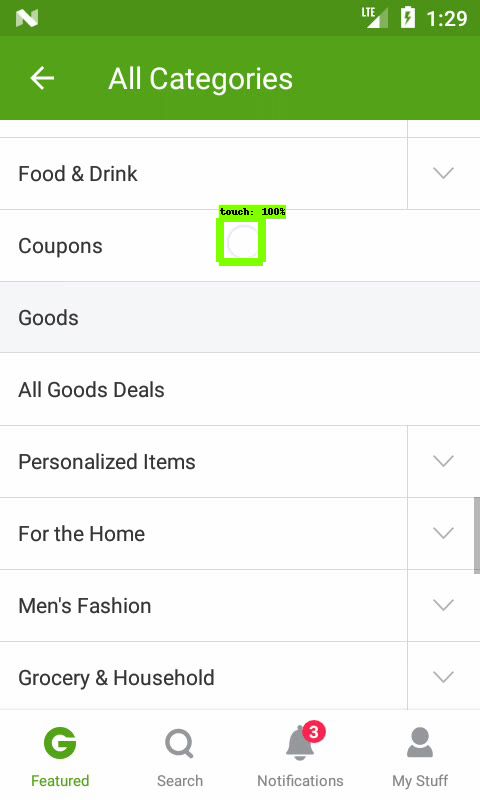 LTE 1:29
All Categories
Food & Drink
touch: 100%
Coupons
Goods
All Goods Deals
Personalized Items
For the Home
Men's Fashion
Grocery & Household
3
Featured Search Notifications My Stuff